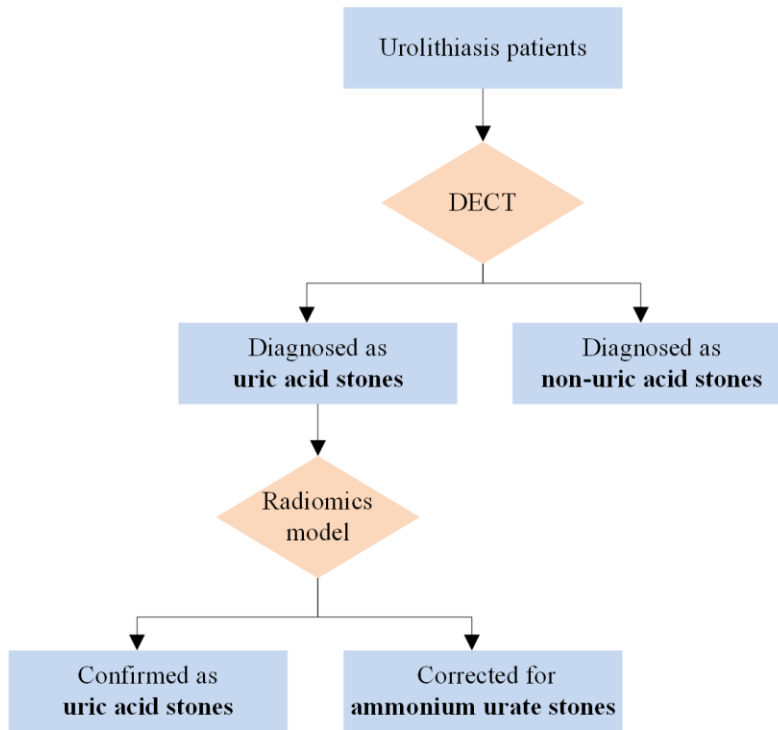 Urolithiasis patients
DECT
Diagnosed as
uric acid stones
Diagnosed as
non-uric acid stones
Radiomics
model
Confirmed as
uric acid stones
Corrected for
ammonium urate stones